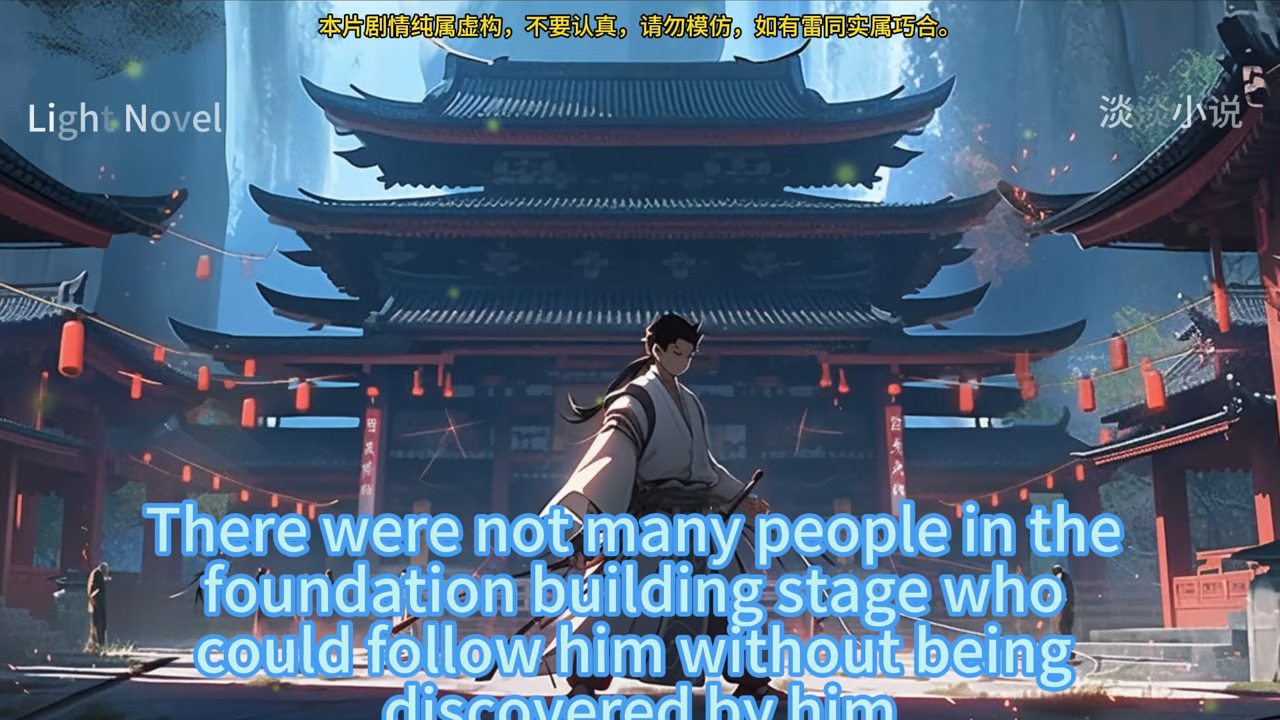 本片剧情纯属虚构，不要认真，请勿模仿，如有雷同实属巧合。
Light Novel
淡淡小说
There were not many people in the
foundation building stage who
could follow him without being
discovered by him